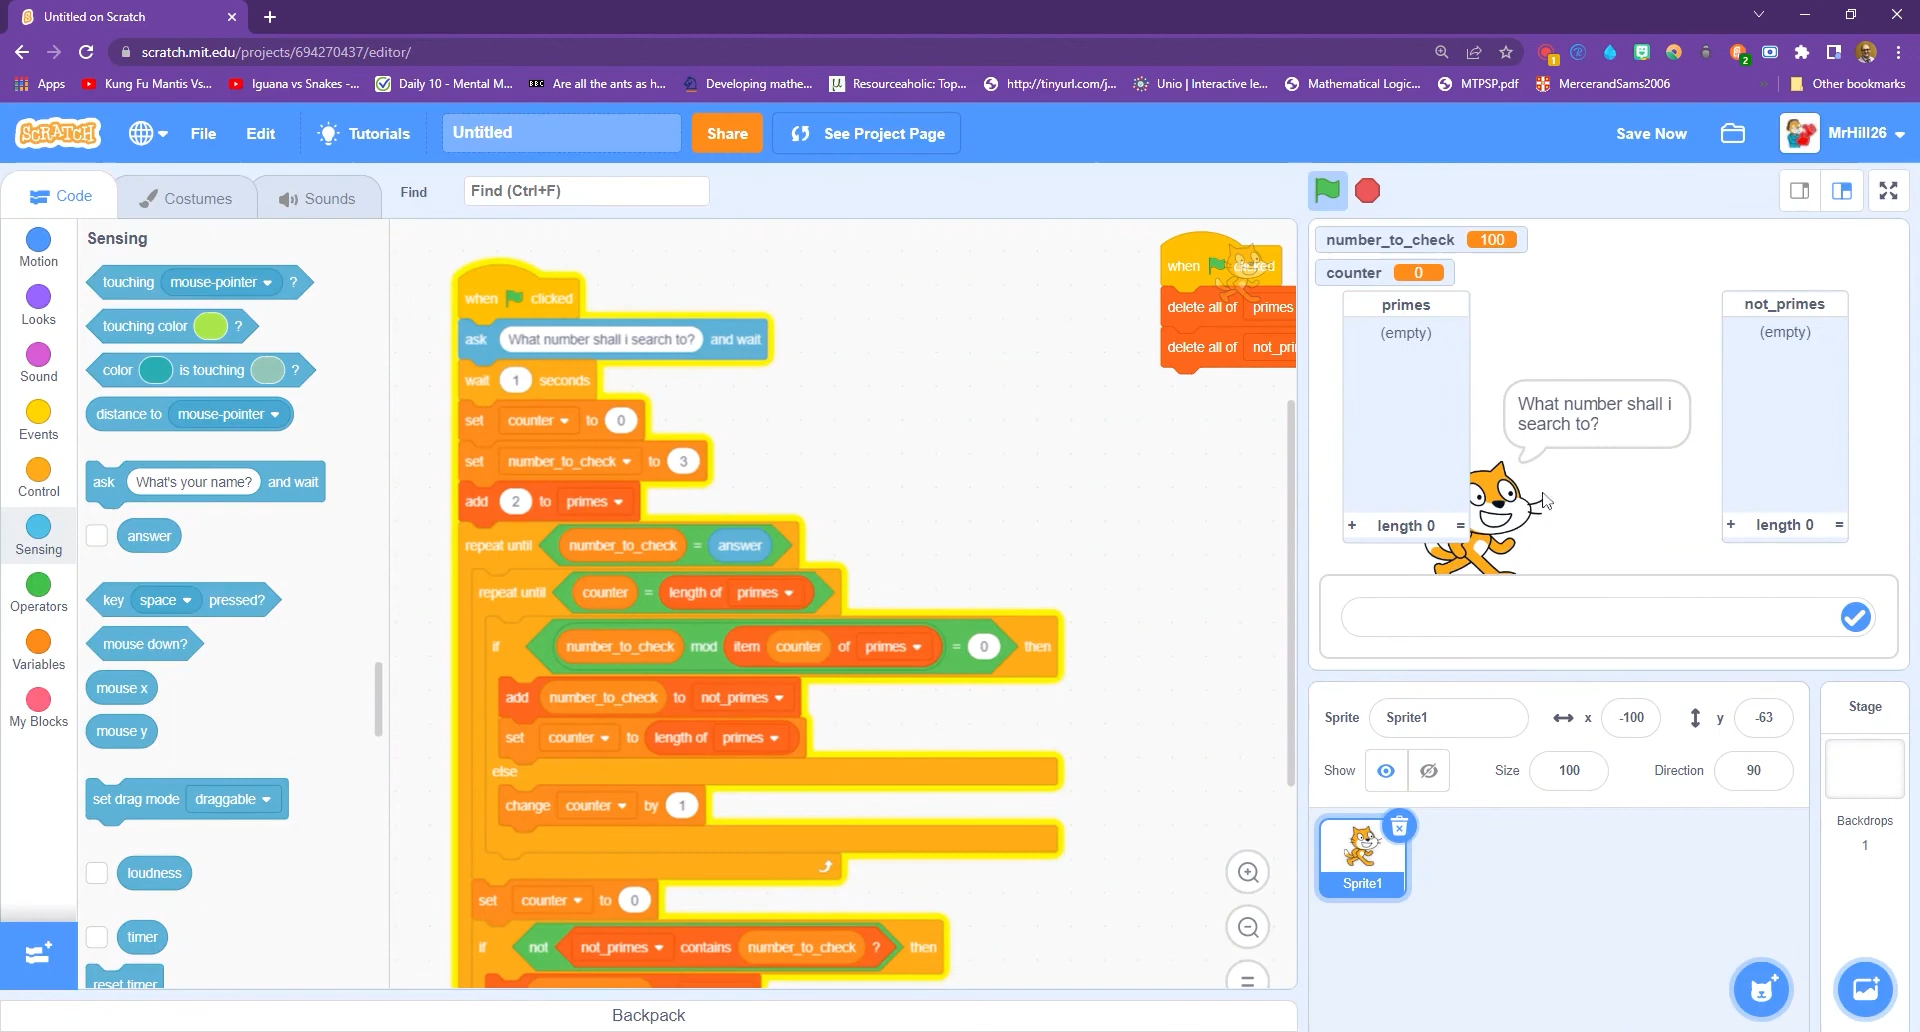 Untitled on Scratch
scratch.mit.edu/projects/694270437/editor/
1
2
Apps
Kung Fu Mantis Vs...
Iguana vs Snakes -...
Daily 10 - Mental M...
BBC
Are all the ants as h...
Developing mathe...
Resourceaholic: Top...
http://tinyurl.com/j...
Unio | Interactive le...
Mathematical Logic...
MTPSP.pdf
MercerandSams2006
Other bookmarks
SCRATCH
File
Edit
Tutorials
Untitled
Share
See Project Page
Save Now
MrHill26
Code
Costumes
Sounds
Find
Find (Ctrl+F)
Motion
Looks
Sound
Events
Control
Sensing
Operators
Variables
My Blocks
Sensing
touching mouse-pointer ?
touching color ?
color is touching ?
distance to mouse-pointer
ask What's your name? and wait
answer
key space pressed?
mouse down?
mouse x
mouse y
set drag mode draggable
loudness
timer
reset timer
when clicked
ask What number shall i search to? and wait
wait 1 seconds
set counter to 0
set number_to_check to 3
add 2 to primes
repeat until number_to_check = answer
repeat until counter = length of primes
if number_to_check mod item counter of primes = 0 then
add number_to_check to not_primes
set counter to length of primes
else
change counter by 1
set counter to 0
if not not_primes contains number_to_check ? then
when clicked
delete all of primes
delete all of not_pri
Backpack
number_to_check 100
counter 0
primes
(empty)
+ length 0 =
not_primes
(empty)
+ length 0 =
What number shall i
search to?
Sprite Sprite1 x -100 y -63
Show Size 100 Direction 90
Sprite1
Stage
Backdrops
1